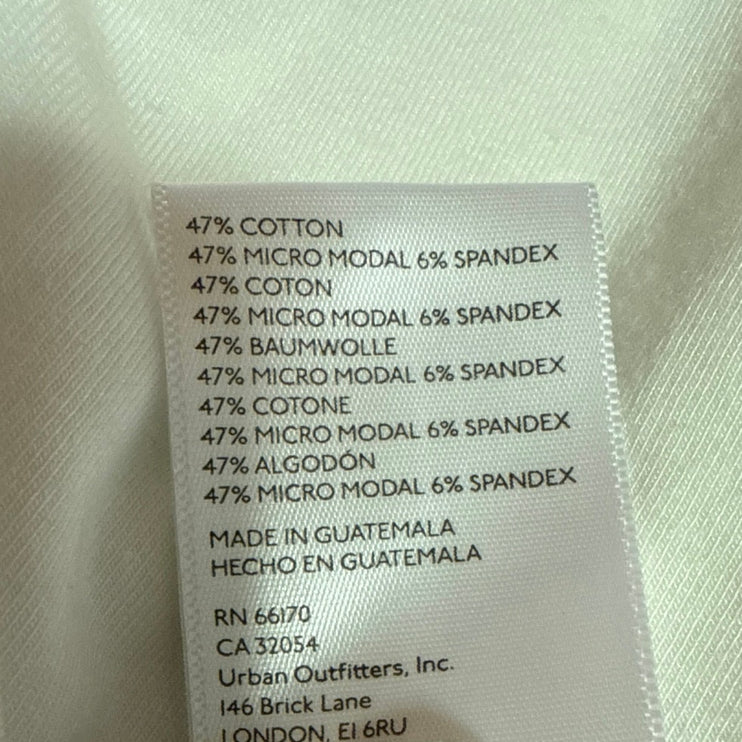 47% COTTON
47% MICRO MODAL 6% SPANDEX
47% COTON
47% MICRO MODAL 6% SPANDEX
47% BAUMWOLLE
47% MICRO MODAL 6% SPANDEX
47% COTONE
47% MICRO MODAL 6% SPANDEX
47% ALGODÓN
47% MICRO MODAL 6% SPANDEX
MADE IN GUATEMALA
HECHO EN GUATEMALA
RN 66170
CA 32054
Urban Outfitters, Inc.
146 Brick Lane
LONDON, E1 6RU